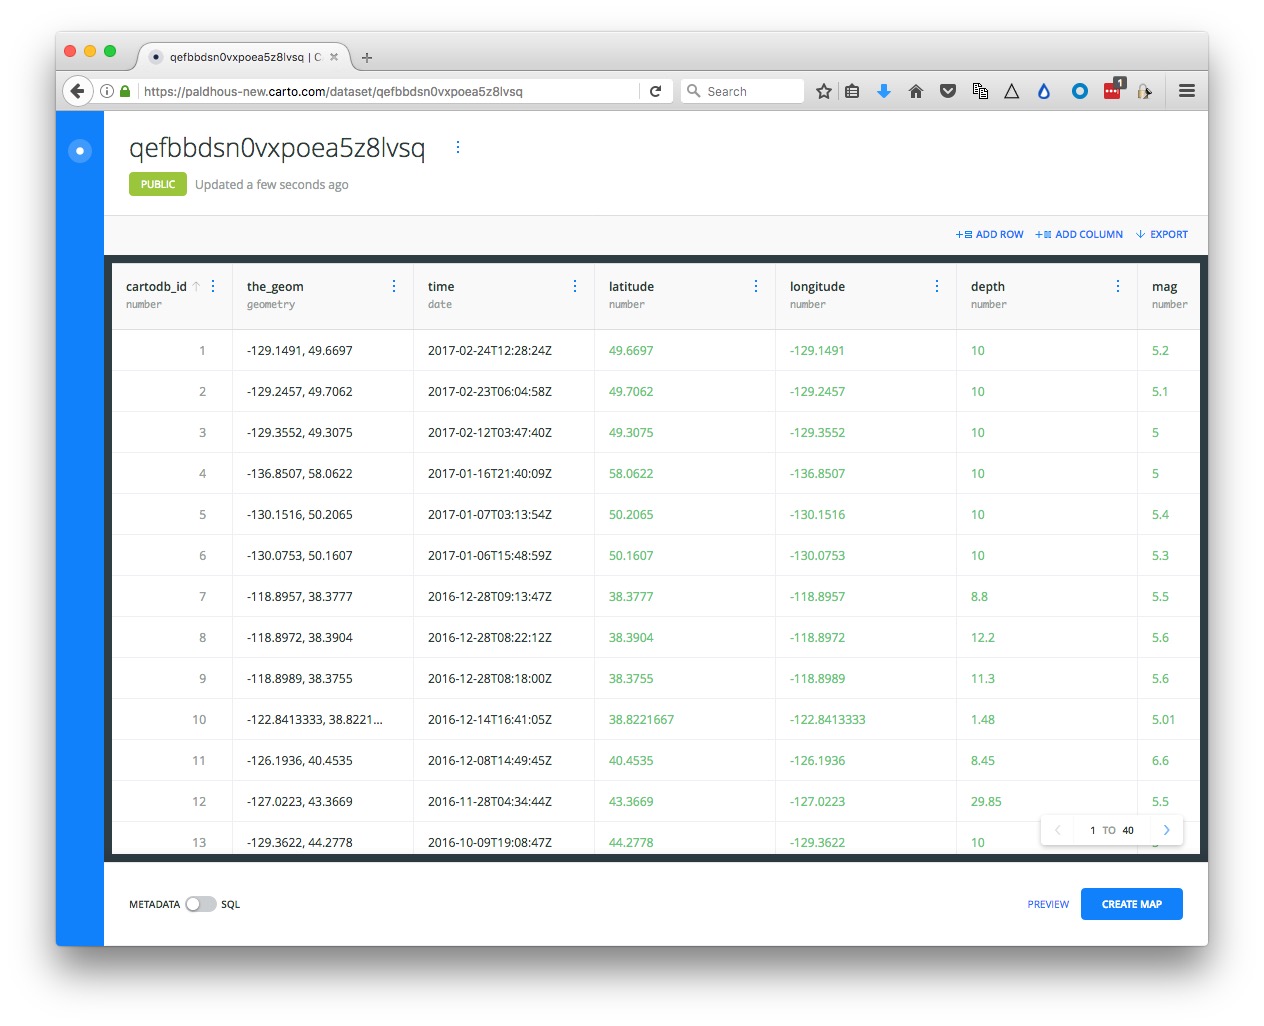 qefbbdsn0vxpoea5z8lvsq | C
https://paldhous-new.carto.com/dataset/qefbbdsn0vxpoea5z8lvsq Search 1
qefbbdsn0vxpoea5z8lvsq
PUBLIC Updated a few seconds ago
ADD ROW ADD COLUMN EXPORT
cartodb_id the_geom time latitude longitude depth mag
number geometry date number number number number
1 -129.1491, 49.6697 2017-02-24T12:28:24Z 49.6697 -129.1491 10 5.2
2 -129.2457, 49.7062 2017-02-23T06:04:58Z 49.7062 -129.2457 10 5.1
3 -129.3552, 49.3075 2017-02-12T03:47:40Z 49.3075 -129.3552 10 5
4 -136.8507, 58.0622 2017-01-16T21:40:09Z 58.0622 -136.8507 10 5
5 -130.1516, 50.2065 2017-01-07T03:13:54Z 50.2065 -130.1516 10 5.4
6 -130.0753, 50.1607 2017-01-06T15:48:59Z 50.1607 -130.0753 10 5.3
7 -118.8957, 38.3777 2016-12-28T09:13:47Z 38.3777 -118.8957 8.8 5.5
8 -118.8972, 38.3904 2016-12-28T08:22:12Z 38.3904 -118.8972 12.2 5.6
9 -118.8989, 38.3755 2016-12-28T08:18:00Z 38.3755 -118.8989 11.3 5.6
10 -122.8413333, 38.8221... 2016-12-14T16:41:05Z 38.8221667 -122.8413333 1.48 5.01
11 -126.1936, 40.4535 2016-12-08T14:49:45Z 40.4535 -126.1936 8.45 6.6
12 -127.0223, 43.3669 2016-11-28T04:34:44Z 43.3669 -127.0223 29.85 5.5
13 -129.3622, 44.2778 2016-10-09T19:08:47Z 44.2778 -129.3622 10
1 TO 40
METADATA SQL PREVIEW CREATE MAP